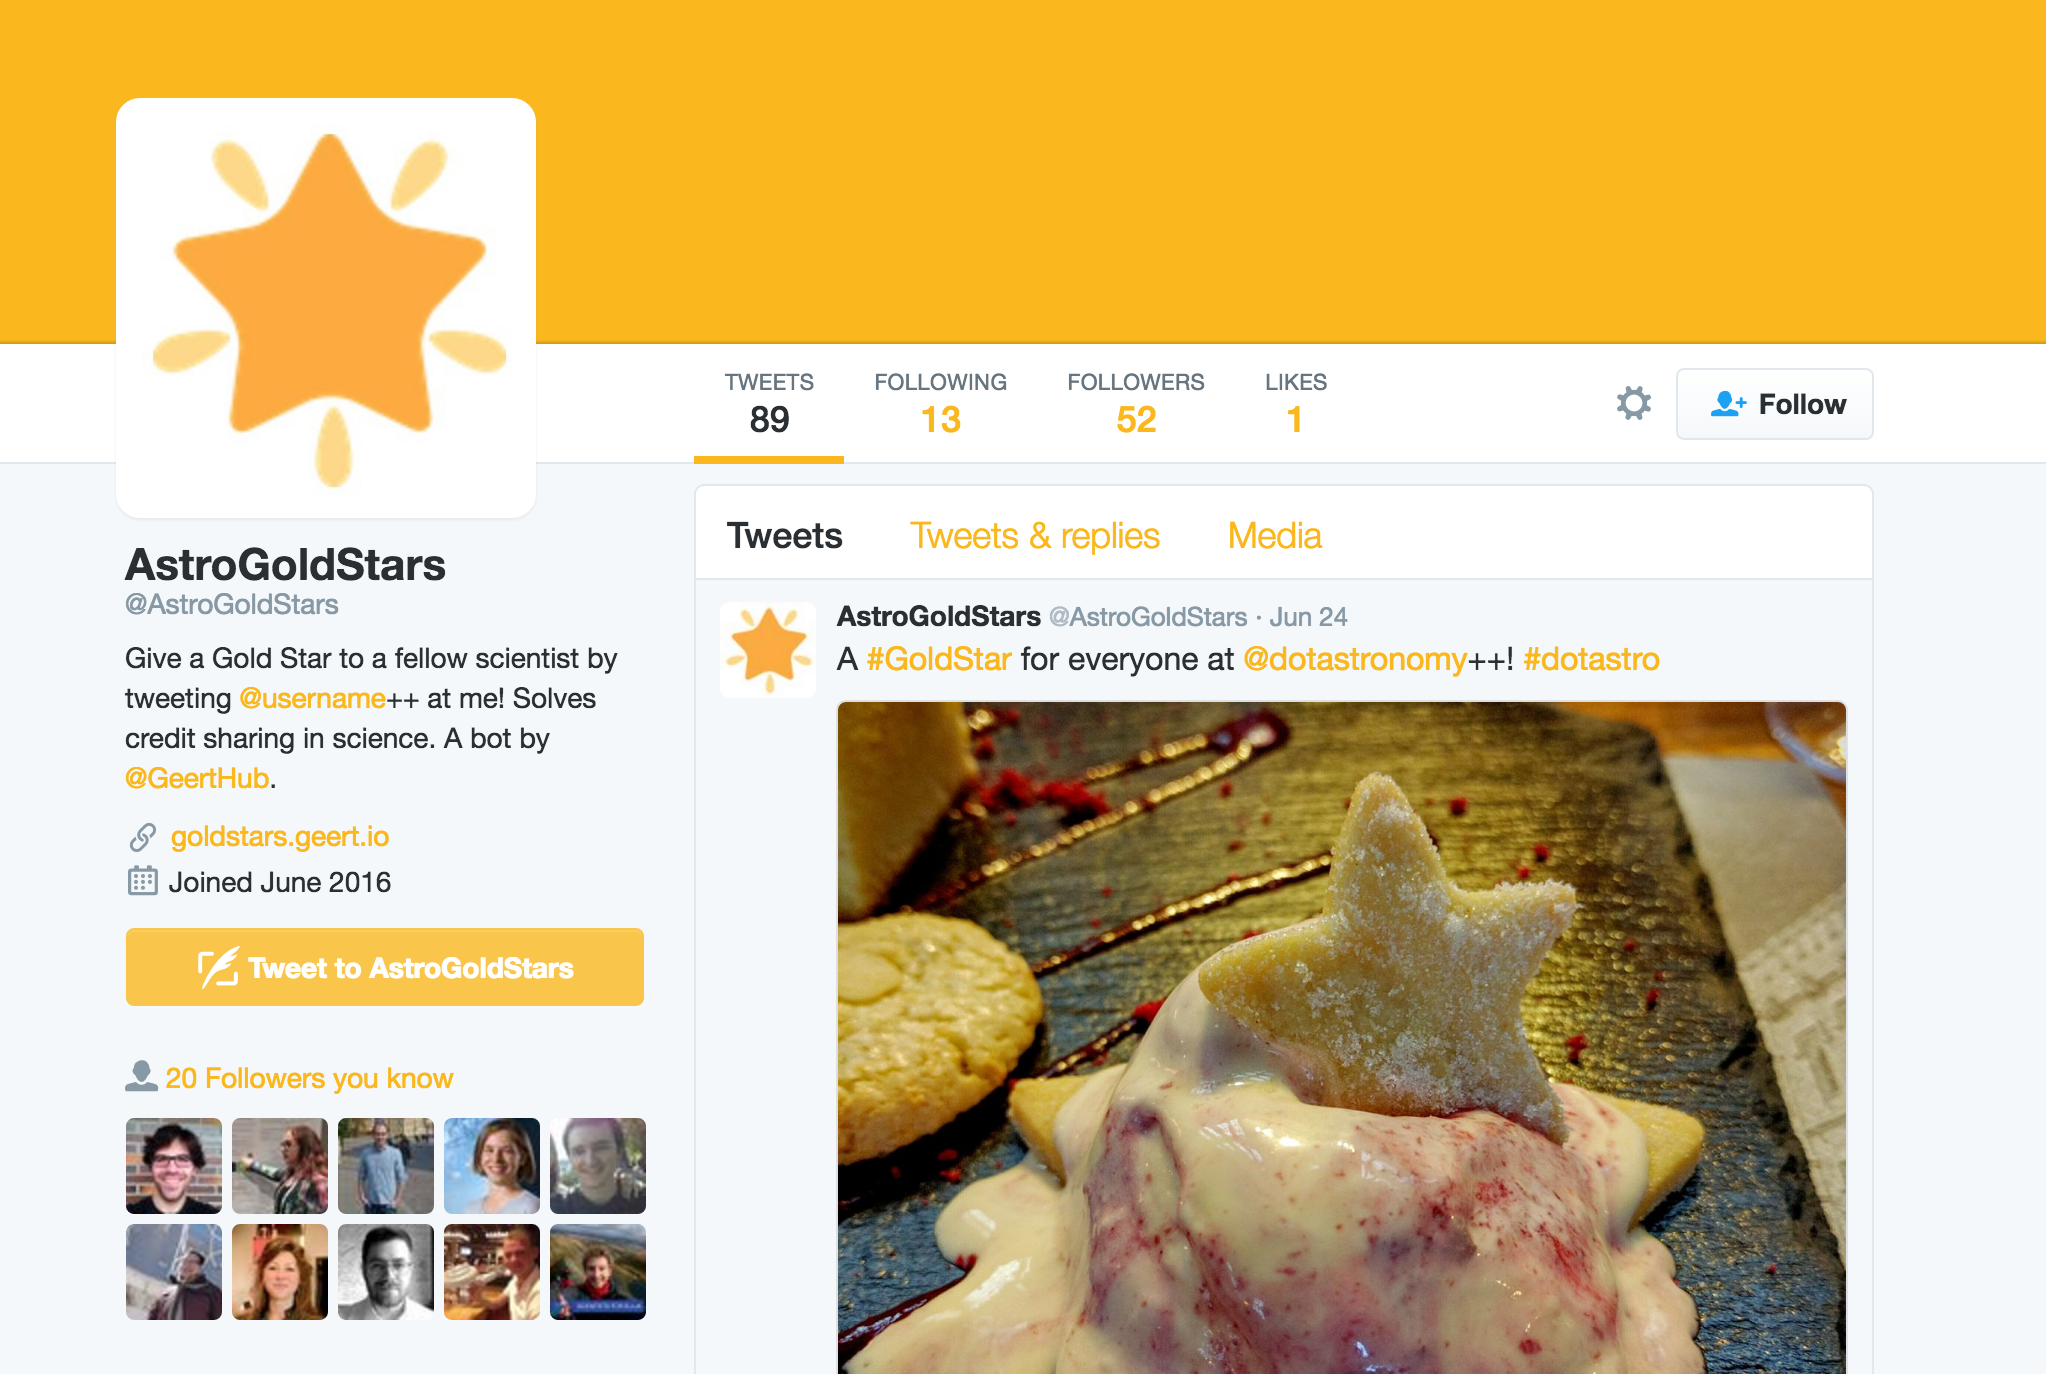 TWEETS
89
FOLLOWING
13
FOLLOWERS
52
LIKES
1
Follow
AstroGoldStars
@AstroGoldStars
Give a Gold Star to a fellow scientist by
tweeting @username++ at me! Solves
credit sharing in science. A bot by
@GeertHub.
goldstars.geert.io
Joined June 2016
Tweet to AstroGoldStars
20 Followers you know
Tweets
Tweets & replies
Media
AstroGoldStars @AstroGoldStars · Jun 24
A #GoldStar for everyone at @dotastronomy++! #dotastro